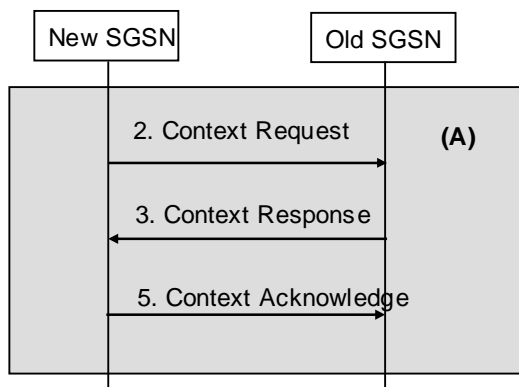 New SGSN
Old SGSN
2. Context Request
(A)
3. Context Response
5. Context Acknowledge